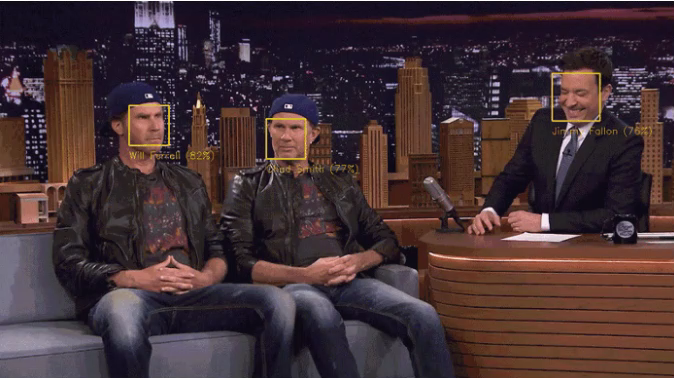 Will Ferrell (82%)
Chad Smith (77%)
Jimmy Fallon (76%)